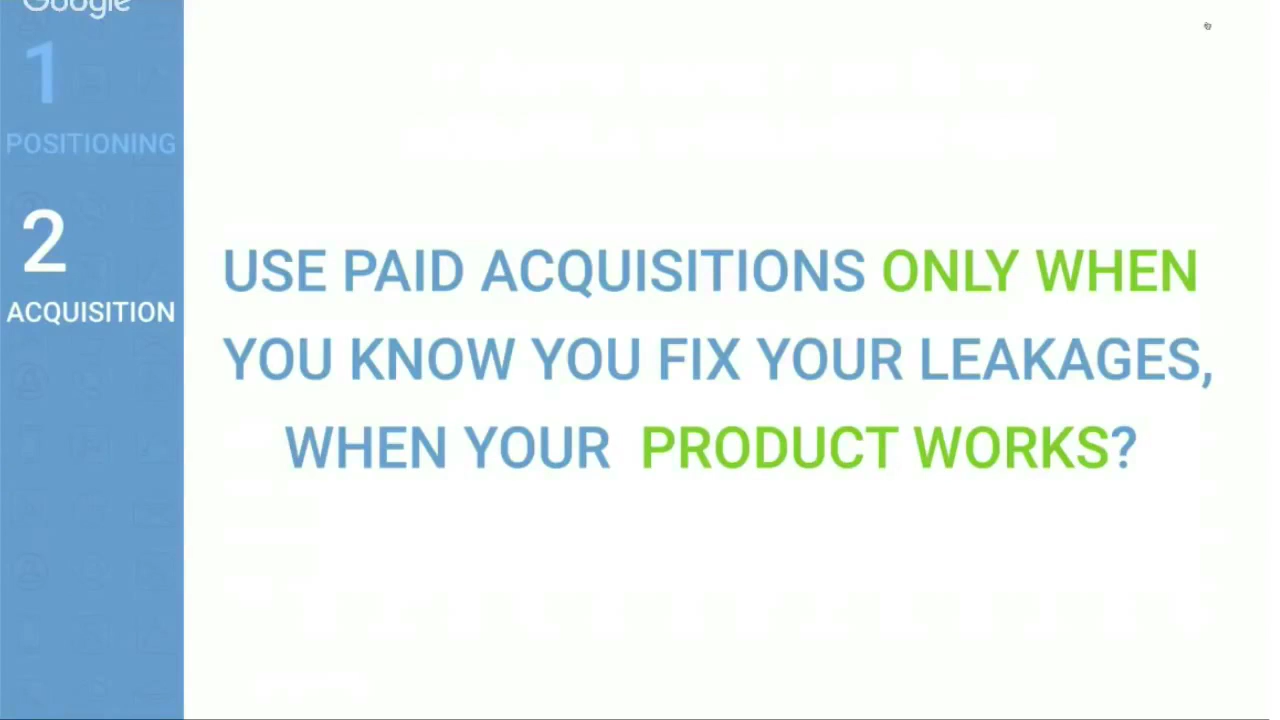 Google
1
POSITIONING
2
ACQUISITION
USE PAID ACQUISITIONS ONLY WHEN
YOU KNOW YOU FIX YOUR LEAKAGES,
WHEN YOUR PRODUCT WORKS?